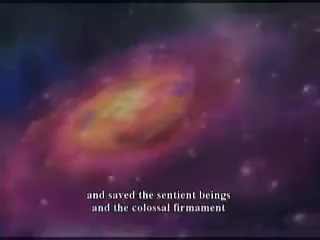 and saved the sentient beings
and the colossal firmament